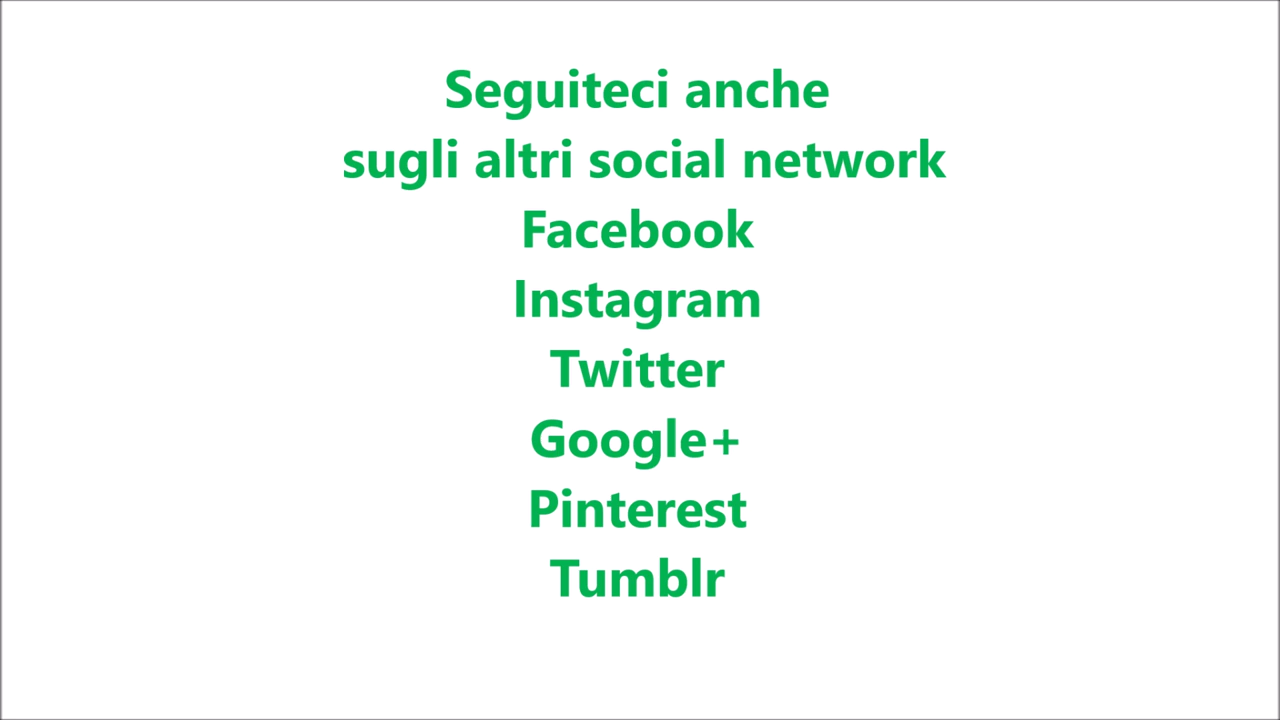 Seguiteci anche
sugli altri social network
Facebook
Instagram
Twitter
Google+
Pinterest
Tumblr